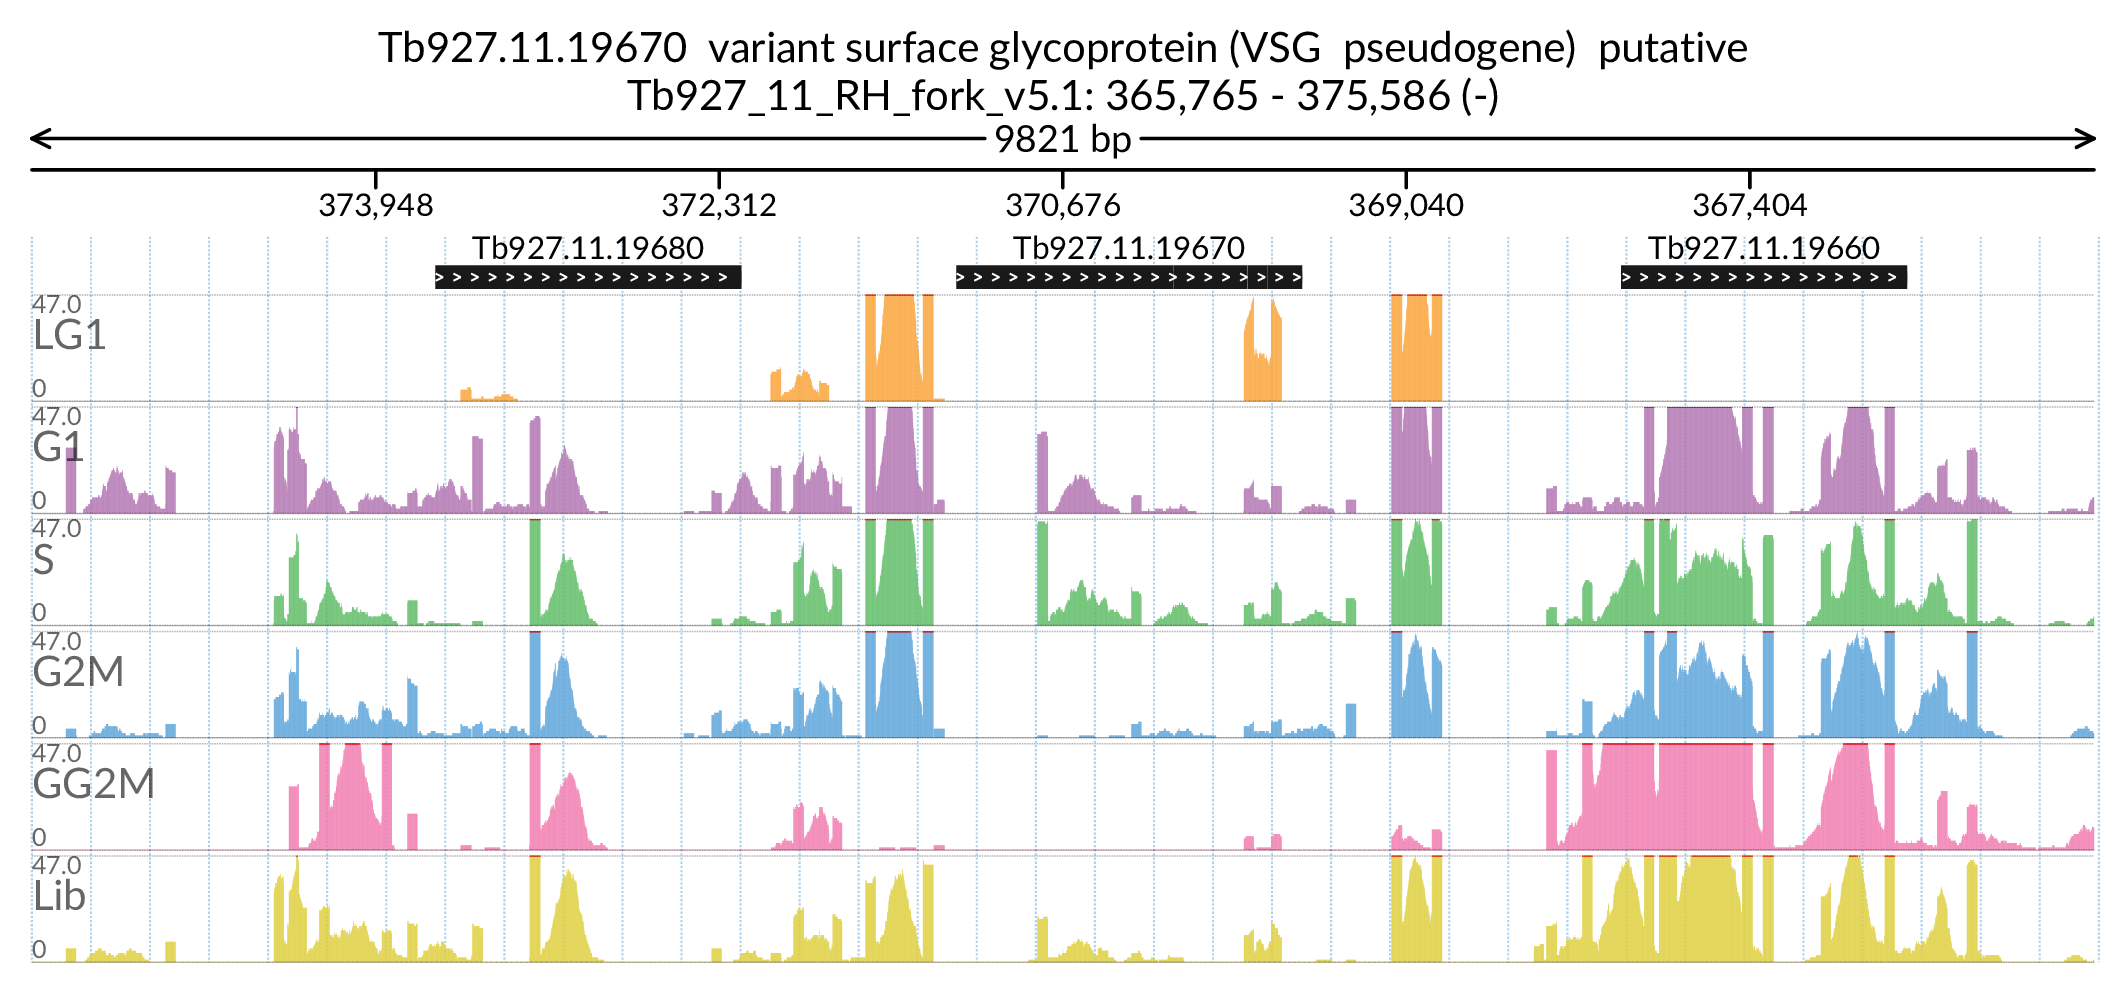 Tb927.11.19670 variant surface glycoprotein (VSG pseudogene) putative
Tb927_11_RH_fork_v5.1: 365,765 - 375,586 (-)
9821 bp
373,948 372,312 370,676 369,040 367,404
Tb927.11.19680 Tb927.11.19670 Tb927.11.19660
47.0
LG1
0
47.0
G1
0
47.0
S
0
47.0
G2M
0
47.0
GG2M
0
47.0
Lib
0